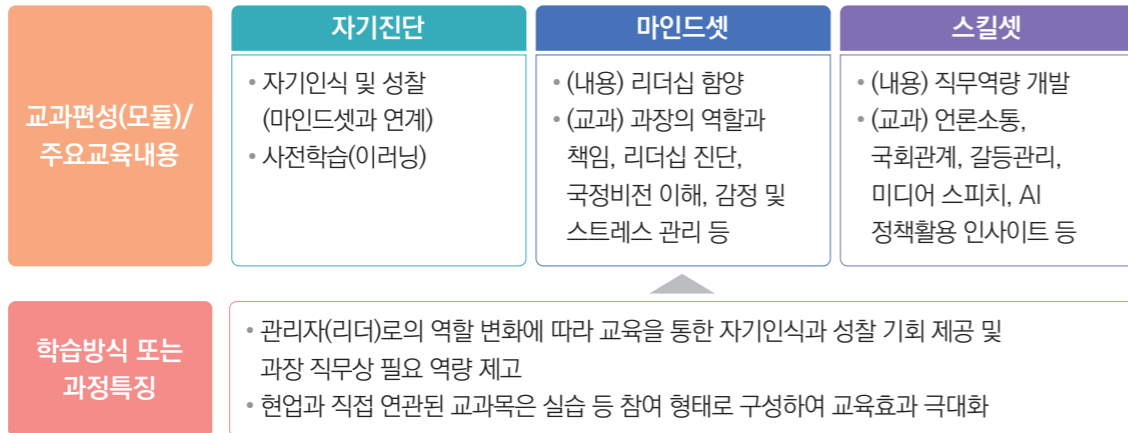 교과편성(모듈)/
주요교육내용
자기진단
• 자기인식 및 성찰
(마인드셋과 연계)
• 사전학습(이러닝)
마인드셋
• (내용) 리더십 함양
• (교과) 과장의 역할과
책임, 리더십 진단,
국정비전 이해, 감정 및
스트레스 관리 등
스킬셋
• (내용) 직무역량 개발
• (교과) 언론소통,
국회관계, 갈등관리,
미디어 스피치, AI
정책활용 인사이트 등
학습방식 또는
과정특징
• 관리자(리더)로의 역할 변화에 따라 교육을 통한 자기인식과 성찰 기회 제공 및
과장 직무상 필요 역량 제고
• 현업과 직접 연관된 교과목은 실습 등 참여 형태로 구성하여 교육효과 극대화